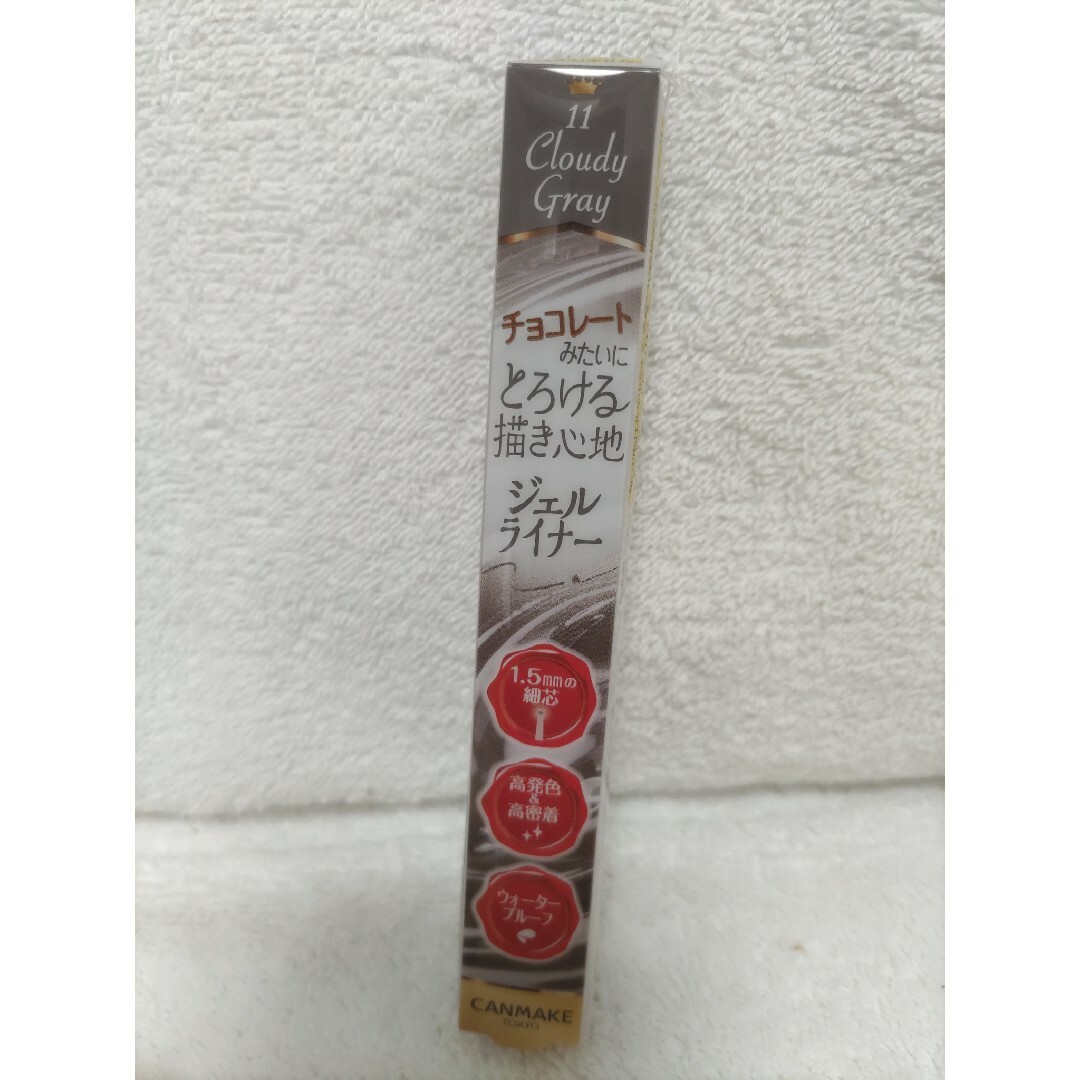 11
Cloudy
Gray
チョコレート
みたいに
とろける
描き心地
ジェル
ライナー
1.5mmの
細芯
高発色
&
高密着
ウォーター
プルーフ
CANMAKE
TOKYO